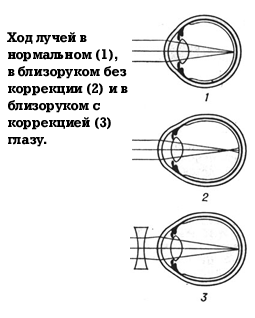 Ход лучей в
нормальном (1),
в близоруком без
коррекции (2) и в
близоруком с
коррекцией (3)
глазу.
1
2
3